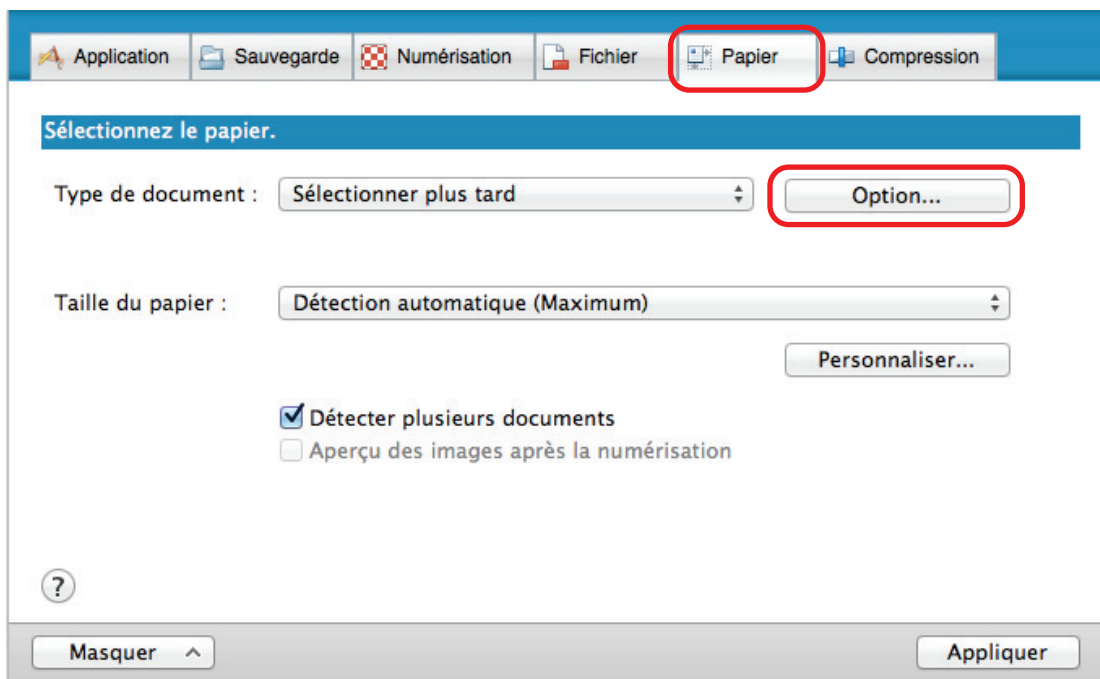 Application Sauvegarde Numérisation Fichier Papier Compression
Sélectionnez le papier.
Type de document : Sélectionner plus tard Option...
Taille du papier : Détection automatique (Maximum)
Personnaliser...
Détecter plusieurs documents
Aperçu des images après la numérisation
?
Masquer Appliquer